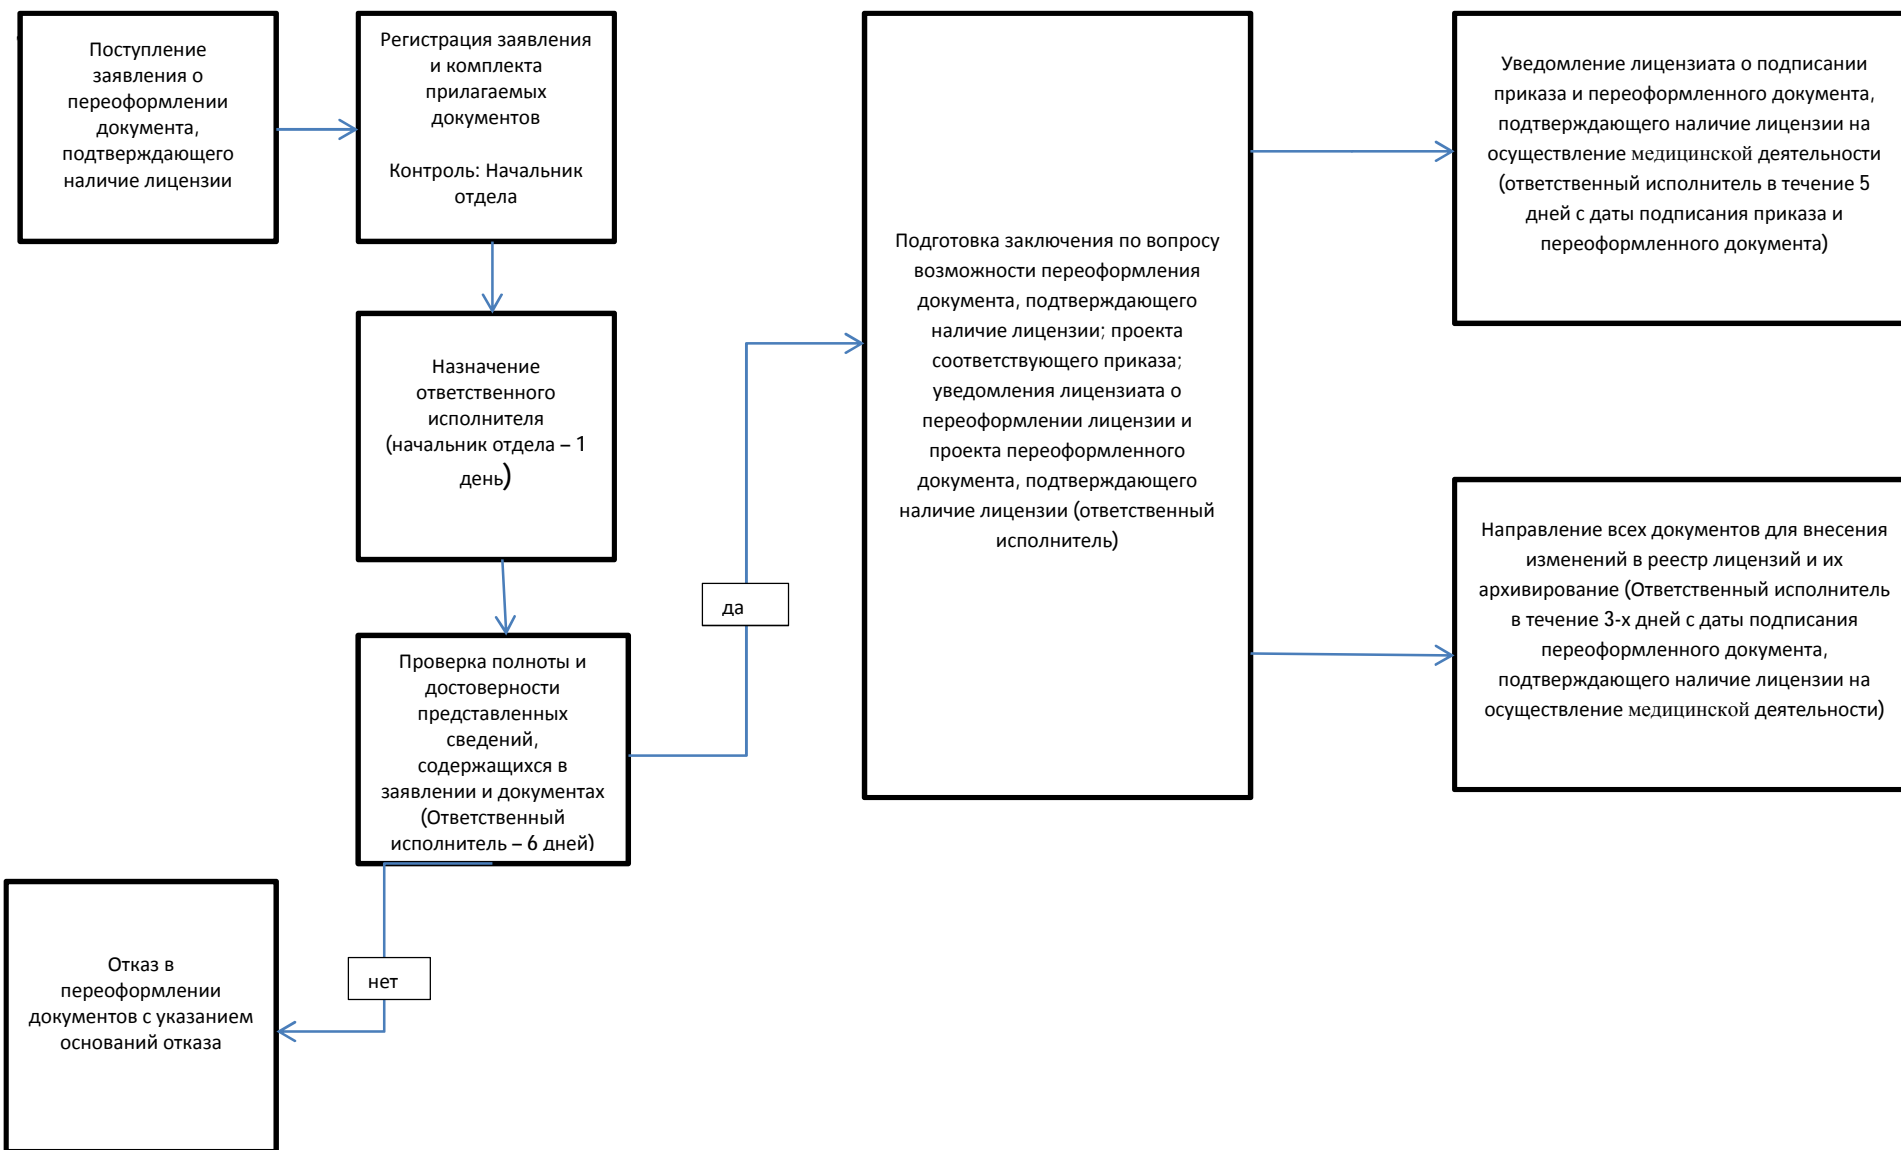 Поступление
заявления о
переоформлении
документа,
подтверждающего
наличие лицензии
Регистрация заявления
и комплекта
прилагаемых
документов
Контроль: Начальник
отдела
Назначение
ответственного
исполнителя
(начальник отдела – 1
день)
Проверка полноты и
достоверности
представленных
сведений,
содержащихся в
заявлении и документах
(Ответственный
исполнитель – 6 дней)
нет
Отказ в
переоформлении
документов с указанием
оснований отказа
да
Подготовка заключения по вопросу
возможности переоформления
документа, подтверждающего
наличие лицензии; проекта
соответствующего приказа;
уведомления лицензиата о
переоформлении лицензии и
проекта переоформленного
документа, подтверждающего
наличие лицензии (ответственный
исполнитель)
Уведомление лицензиата о подписании
приказа и переоформленного документа,
подтверждающего наличие лицензии на
осуществление медицинской деятельности
(ответственный исполнитель в течение 5
дней с даты подписания приказа и
переоформленного документа)
Направление всех документов для внесения
изменений в реестр лицензий и их
архивирование (Ответственный исполнитель
в течение 3-х дней с даты подписания
переоформленного документа,
подтверждающего наличие лицензии на
осуществление медицинской деятельности)